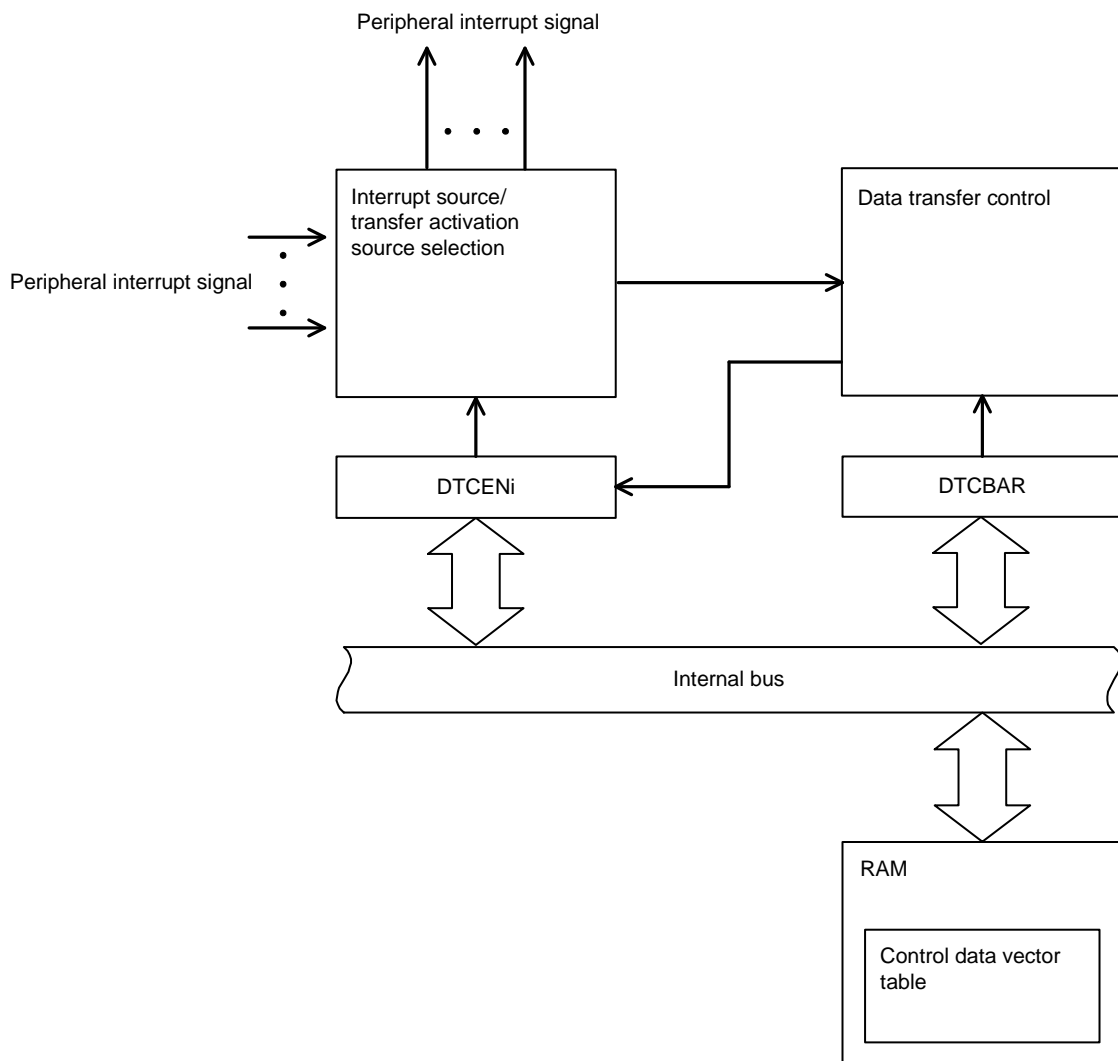 Peripheral interrupt signal
Interrupt source/
transfer activation
source selection
Data transfer control
Peripheral interrupt signal
DTCENi
DTCBAR
Internal bus
RAM
Control data vector
table